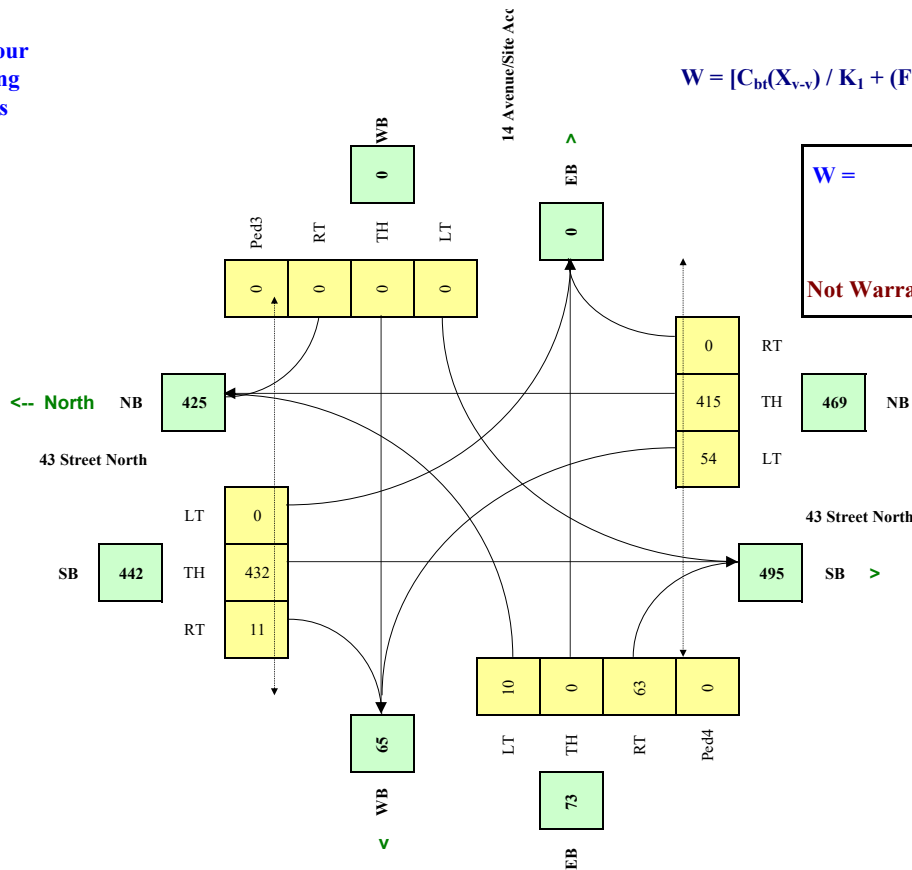 our
ng
s
14 Avenue/Site Acc
W = [Cbt(Xv-v) / K1 + (F
WB
0
^
EB
0
W =
Not Warra
Ped3 RT TH LT
0 0 0 0
0 RT
<-- North NB 425
415 TH 469 NB
43 Street North
54 LT
LT 0
43 Street North
SB 442 TH 432
495 SB >
RT 11
10 0 63 0
65
LT TH RT Ped4
WB
73
v
EB